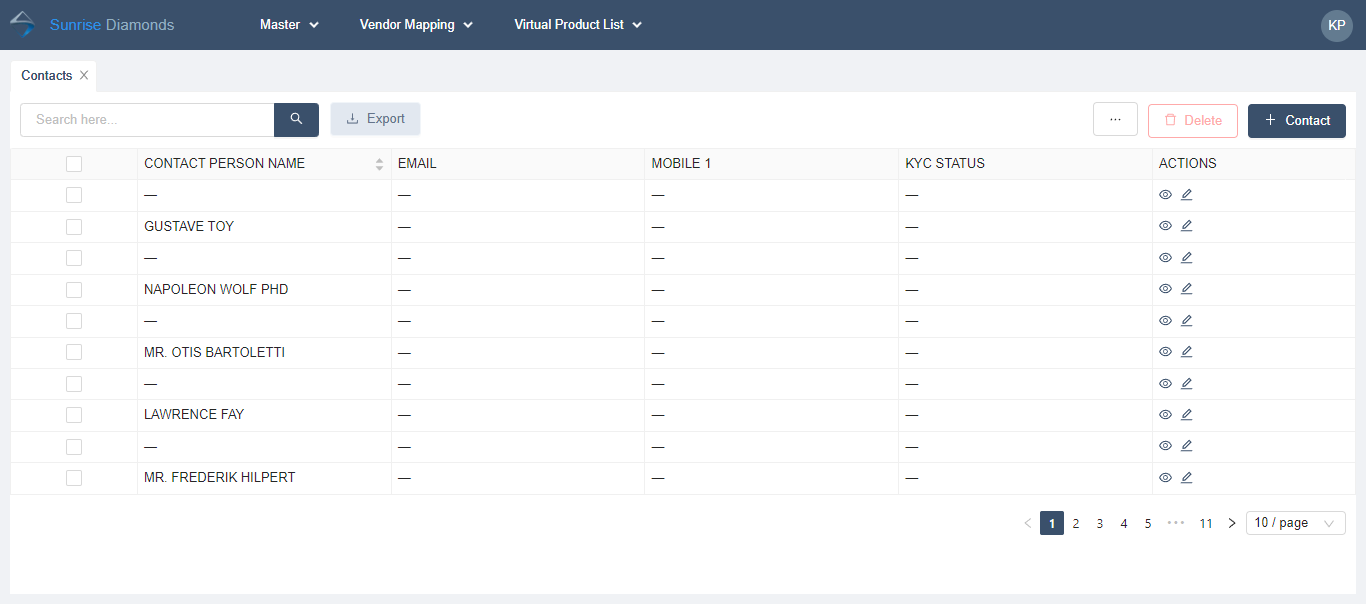 Sunrise Diamonds Master Vendor Mapping Virtual Product List KP
Contacts
Search here... Export ... Delete + Contact
CONTACT PERSON NAME EMAIL MOBILE 1 KYC STATUS ACTIONS
— — — —
GUSTAVE TOY — — —
— — — —
NAPOLEON WOLF PHD — — —
— — — —
MR. OTIS BARTOLETTI — — —
— — — —
LAWRENCE FAY — — —
— — — —
MR. FREDERIK HILPERT — — —
< 1 2 3 4 5 ••• 11 > 10 / page